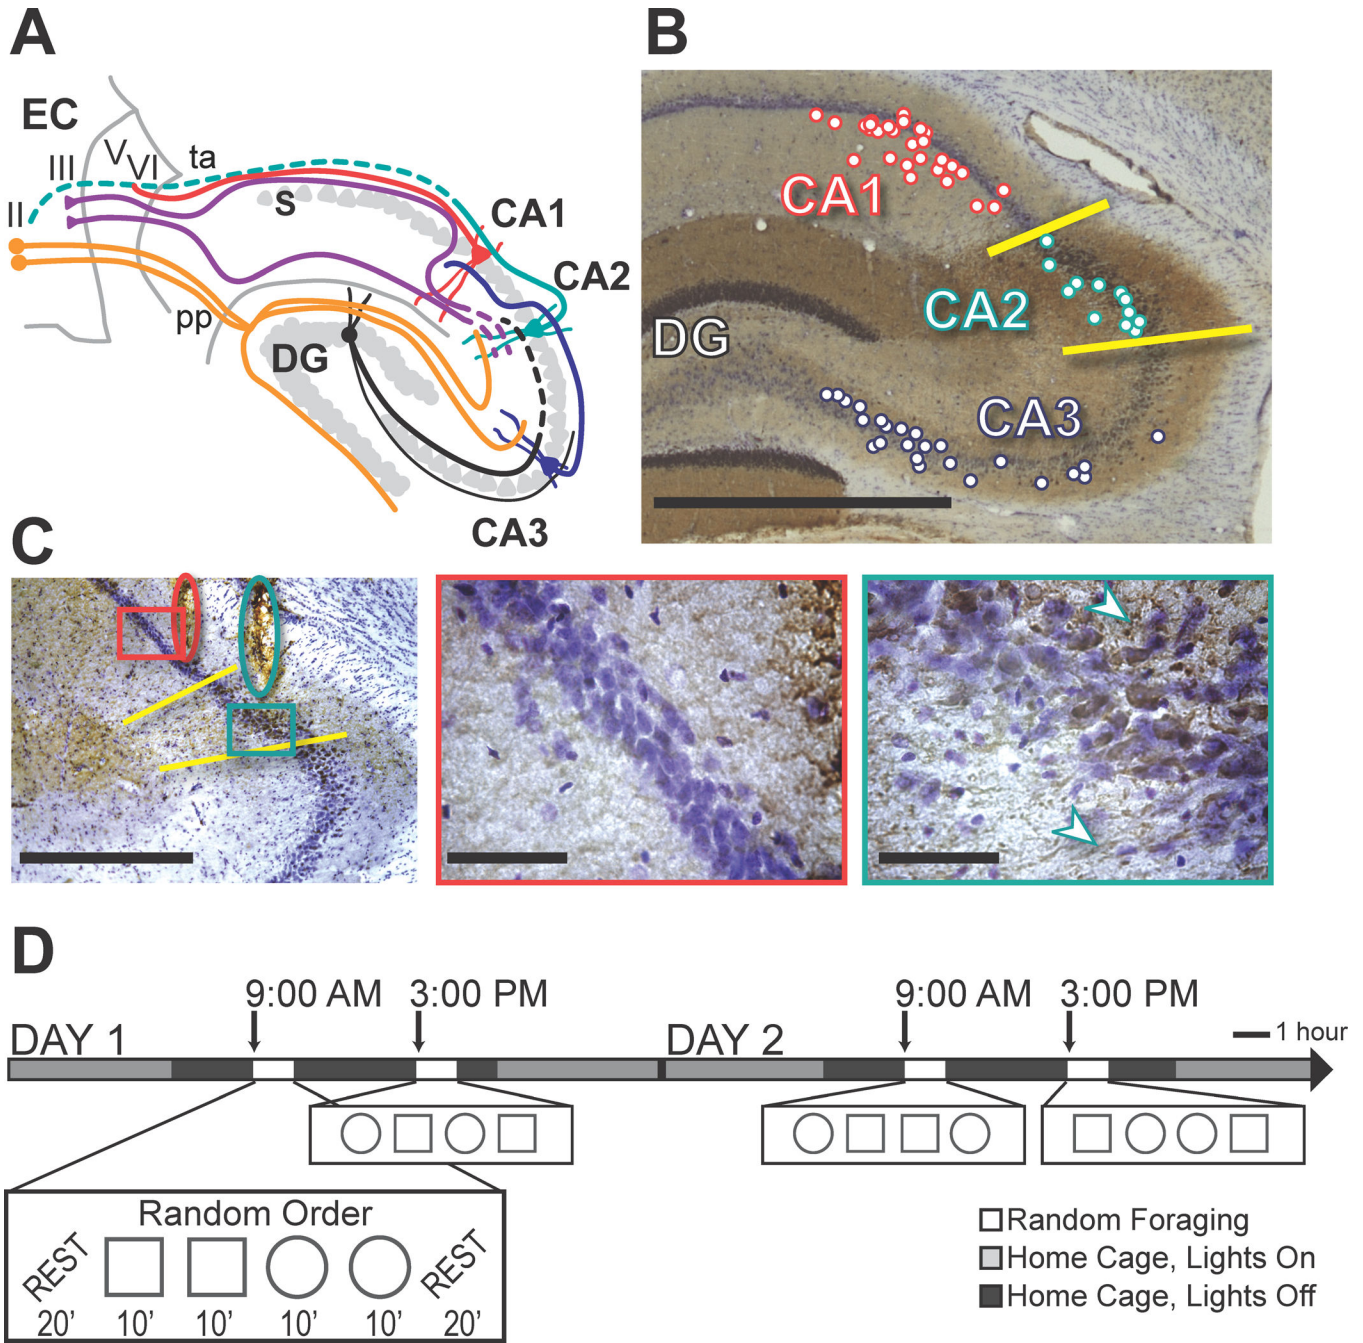 A
EC
III
V
VI
ta
II
S
CA1
CA2
pp
DG
CA3
B
CA1
CA2
DG
CA3
C
D
9:00 AM
3:00 PM
9:00 AM
3:00 PM
DAY 1
DAY 2
1 hour
Random Order
REST
REST
20’
10’
10’
10’
10’
20’
Random Foraging
Home Cage, Lights On
Home Cage, Lights Off